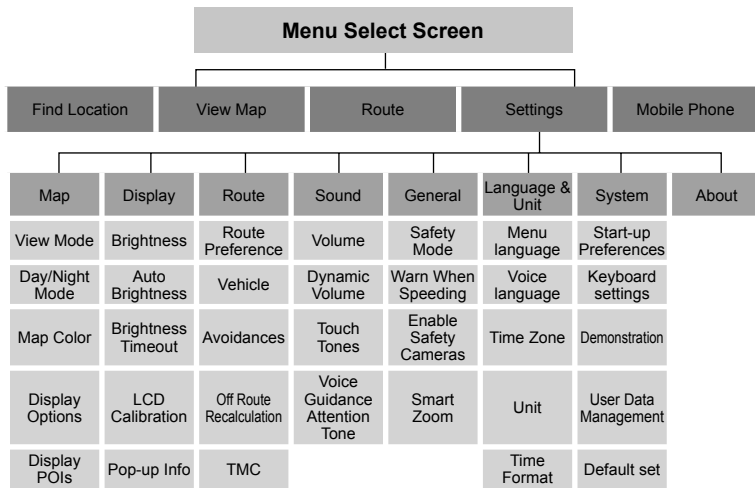 Menu Select Screen
Find Location
View Map
Route
Settings
Mobile Phone
Map
Display
Route
Sound
General
Language &
Unit
System
About
View Mode
Brightness
Route
Preference
Volume
Safety
Mode
Menu
language
Start-up
Preferences
Day/Night
Mode
Auto
Brightness
Vehicle
Dynamic
Volume
Warn When
Speeding
Voice
language
Keyboard
settings
Map Color
Brightness
Timeout
Avoidances
Touch
Tones
Enable
Safety
Cameras
Time Zone
Demonstration
Display
Options
LCD
Calibration
Off Route
Recalculation
Voice
Guidance
Attention
Tone
Smart
Zoom
Unit
User Data
Management
Display
POIs
Pop-up Info
TMC
Time
Format
Default set